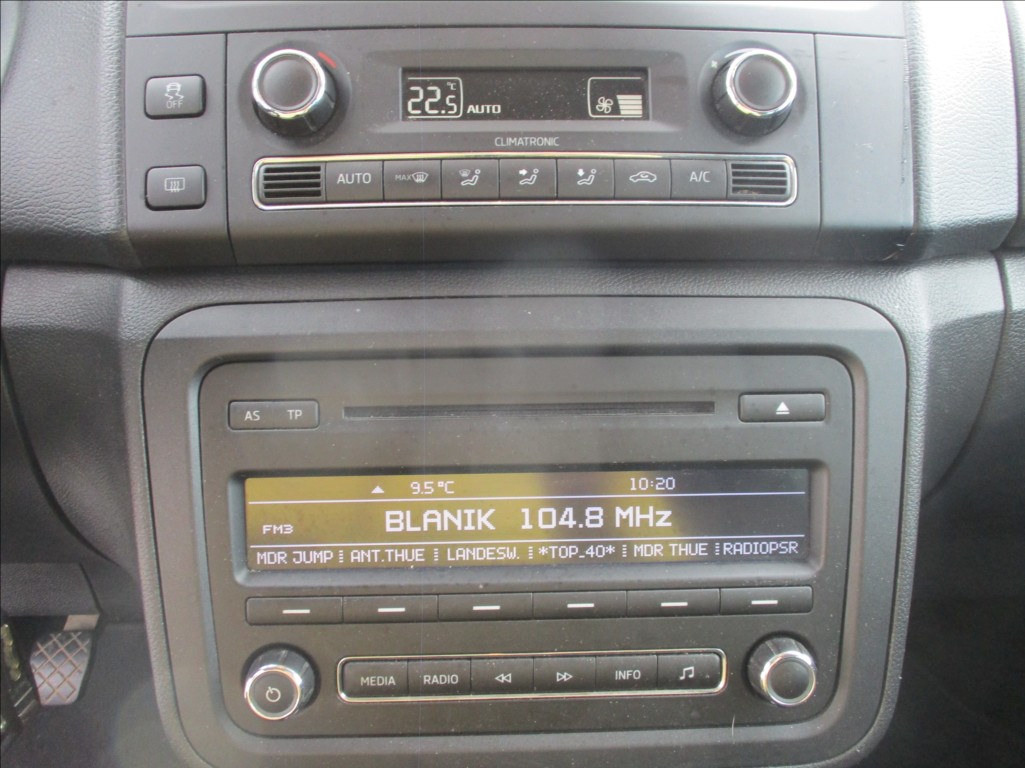 OFF
22.5 °C AUTO
CLIMATRONIC
AUTO MAX A/C
AS TP
9.5°C 10:20
FM3 BLANIK 104.8 MHz
MDR JUMP ANT.THUE LANDESW. *TOP_40* MDR THUE RADIOPSR
MEDIA RADIO INFO